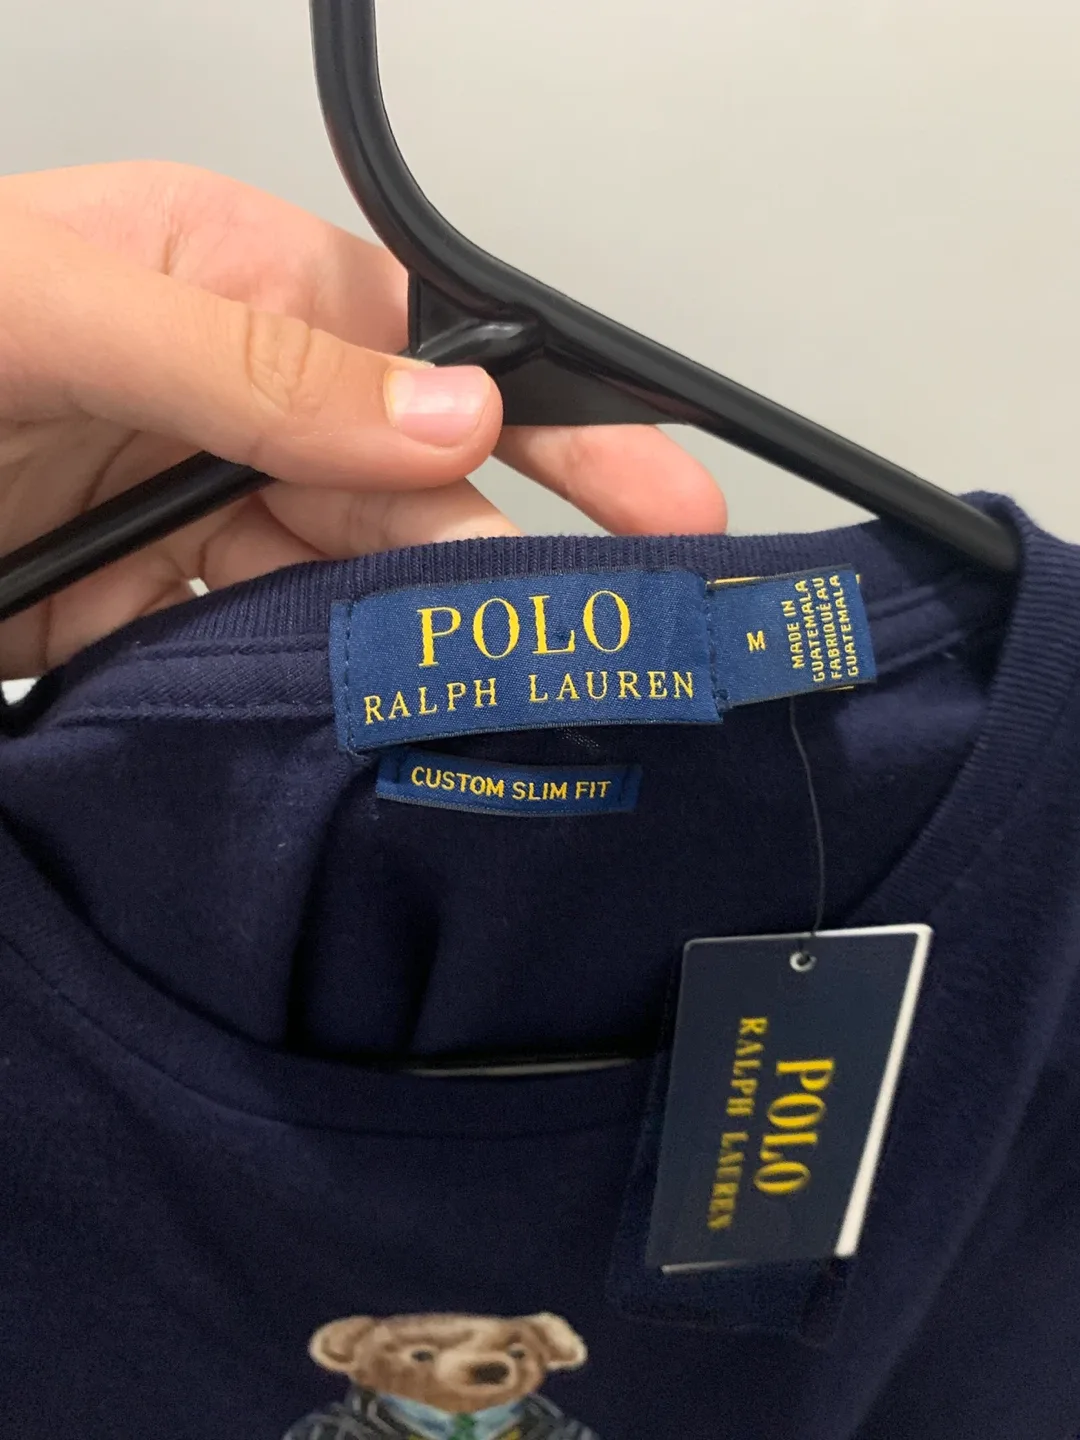 POLO
RALPH LAUREN
M
MADE IN
GUATEMALA
FABRIQUÉ AU
GUATEMALA
CUSTOM SLIM FIT
POLO
RALPH LAUREN